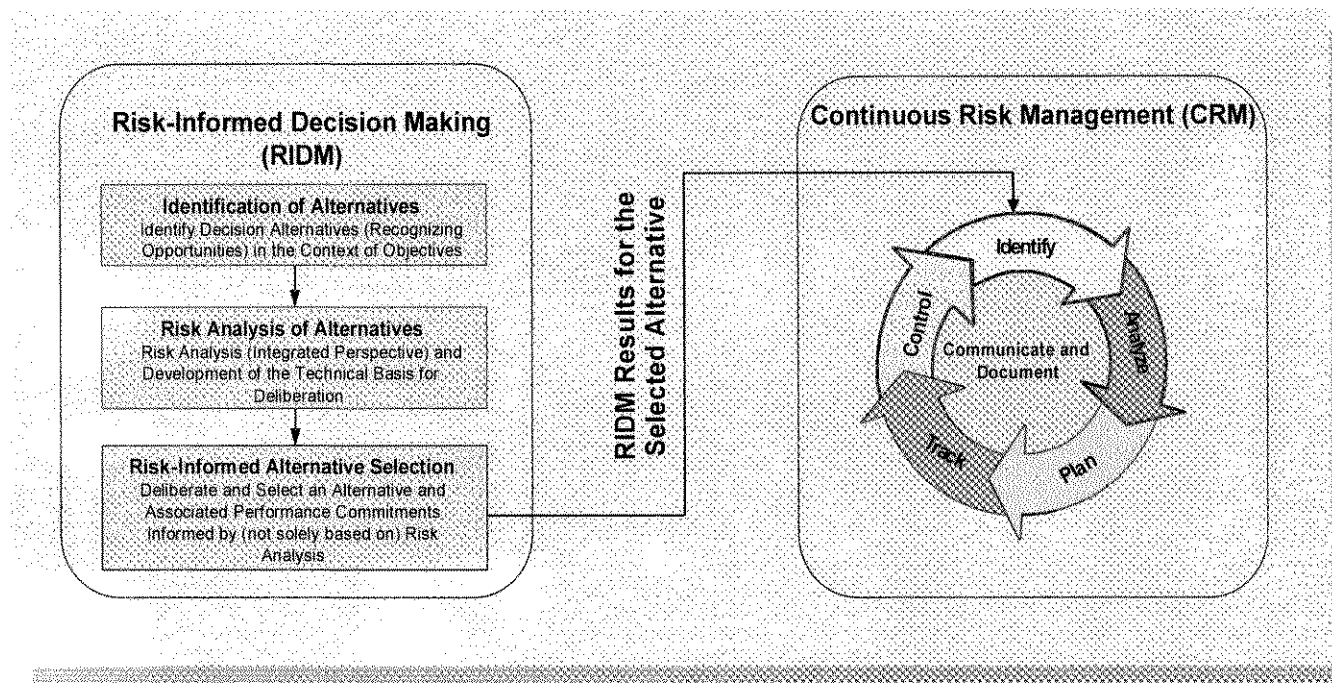 Risk-Informed Decision Making
(RIDM)
Identification of Alternatives
Identify Decision Alternatives (Recognizing
Opportunities) in the Context of Objectives
Risk Analysis of Alternatives
Risk Analysis (Integrated Perspective) and
Development of the Technical Basis for
Deliberation
Risk-Informed Alternative Selection
Deliberate and Select an Alternative and
Associated Performance Commitments
Informed by (not solely based on) Risk
Analysis
RIDM Results for the
Selected Alternative
Continuous Risk Management (CRM)
Identify
Analyze
Plan
Track
Control
Communicate and
Document